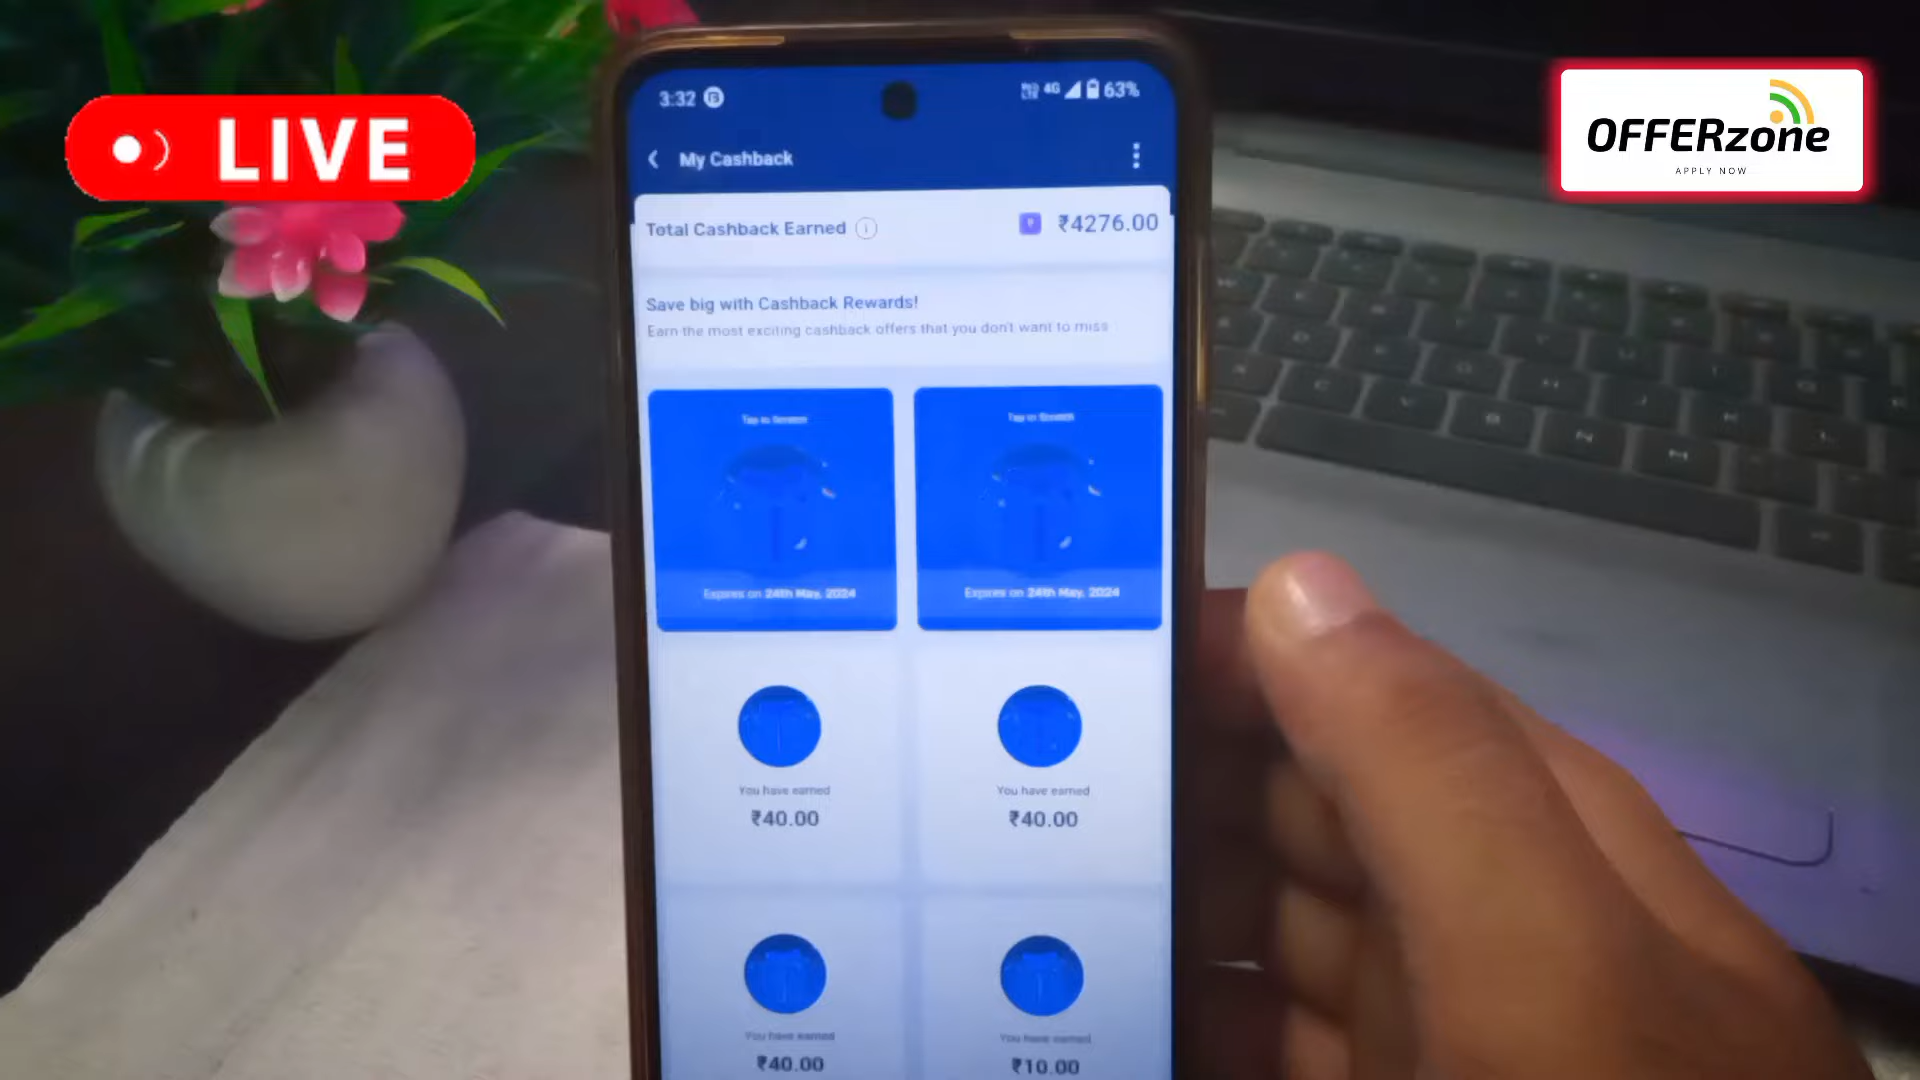 LIVE
OFFERzone
APPLY NOW
3:32
4G
63%
My Cashback
Total Cashback Earned
₹4276.00
Save big with Cashback Rewards!
Earn the most exciting cashback offers that you don't want to miss
Tap to Scratch
Tap to Scratch
Expires on 24th May, 2024
Expires on 24th May, 2024
You have earned
₹40.00
You have earned
₹40.00
You have earned
₹40.00
You have earned
₹10.00